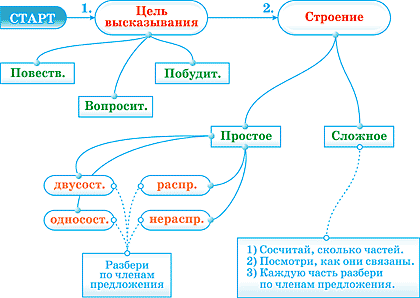 СТАРТ
1.
Цель
высказывания
2.
Строение
Повеств.
Вопросит.
Побудит.
Простое
Сложное
двусост.
распр.
односост.
нераспр.
Разбери
по членам
предложения
1) Сосчитай, сколько частей.
2) Посмотри, как они связаны.
3) Каждую часть разбери
по членам предложения.